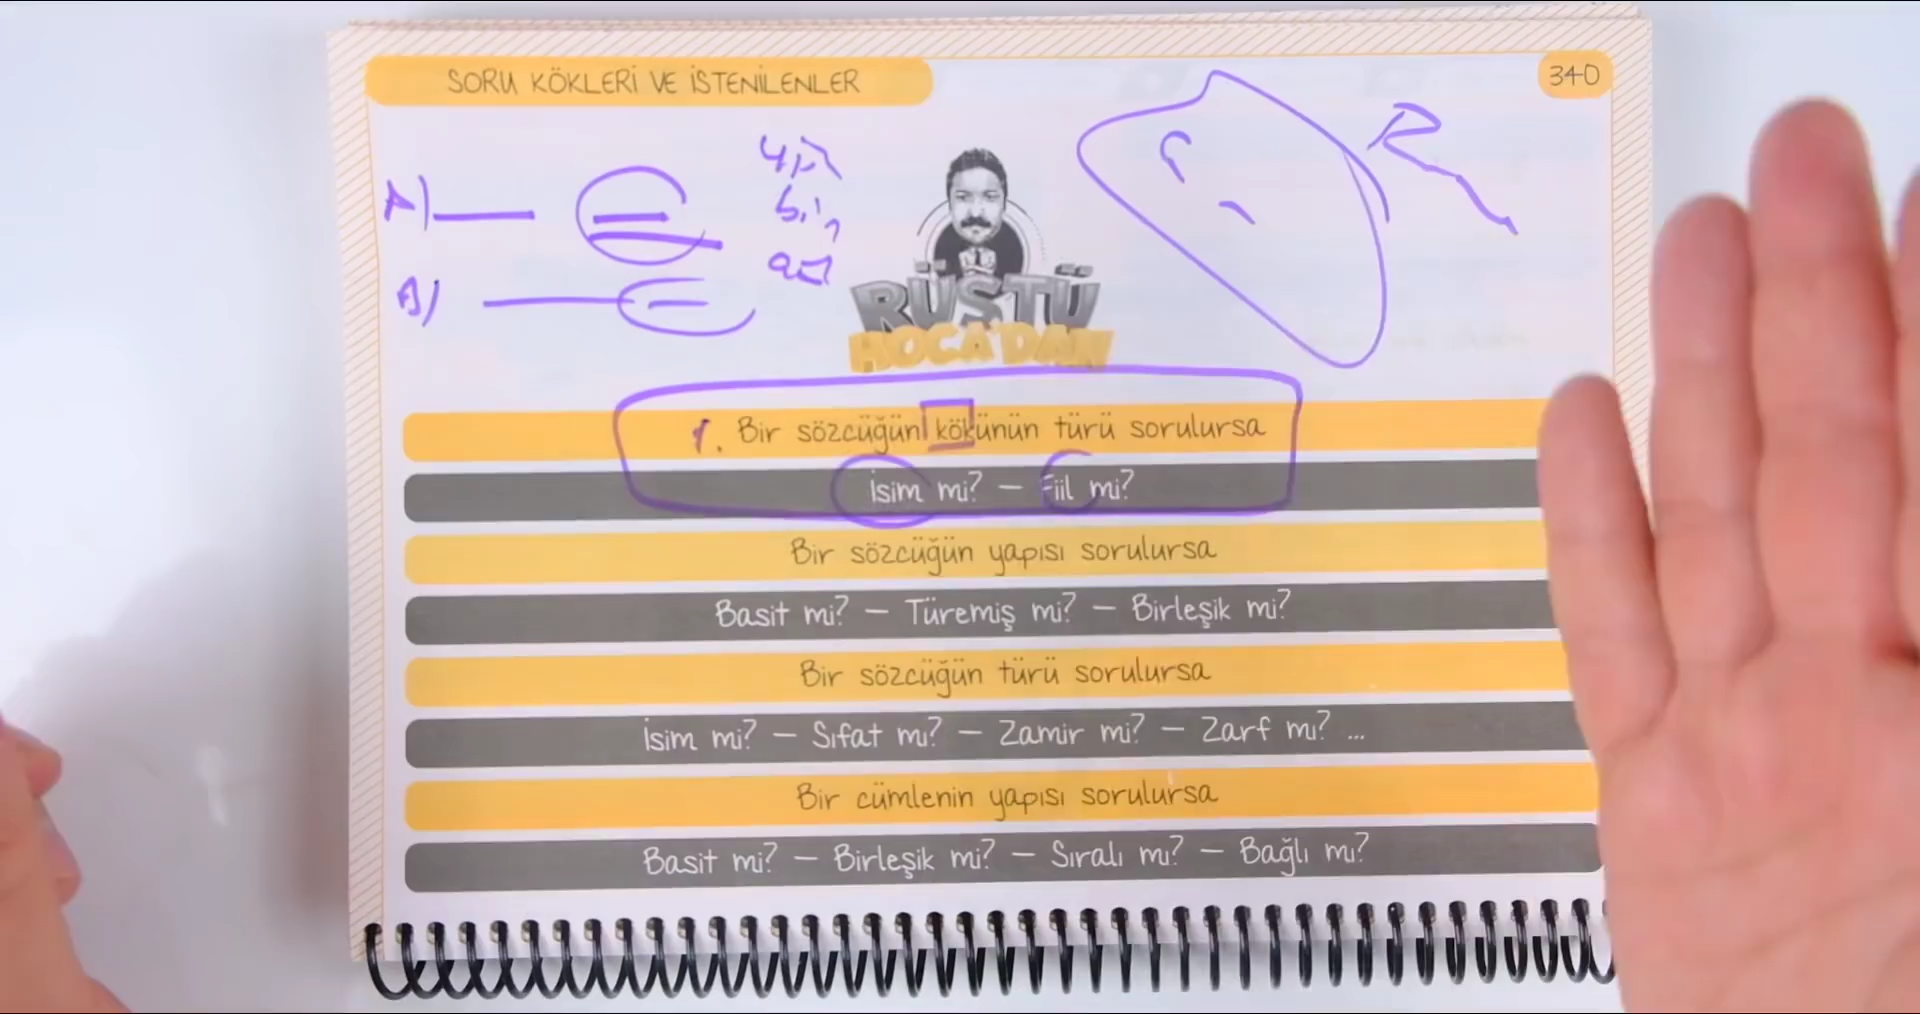 SORU KÖKLERİ VE İSTENİLENLER
340
A)
B)
RÜŞTÜ
HOCA'DAN
1. Bir sözcüğün kökünün türü sorulursa
İsim mi? – Fiil mi?
Bir sözcüğün yapısı sorulursa
Basit mi? – Türemiş mi? – Birleşik mi?
Bir sözcüğün türü sorulursa
İsim mi? – Sıfat mı? – Zamir mi? – Zarf mı? ...
Bir cümlenin yapısı sorulursa
Basit mi? – Birleşik mi? – Sıralı mı? – Bağlı mı?